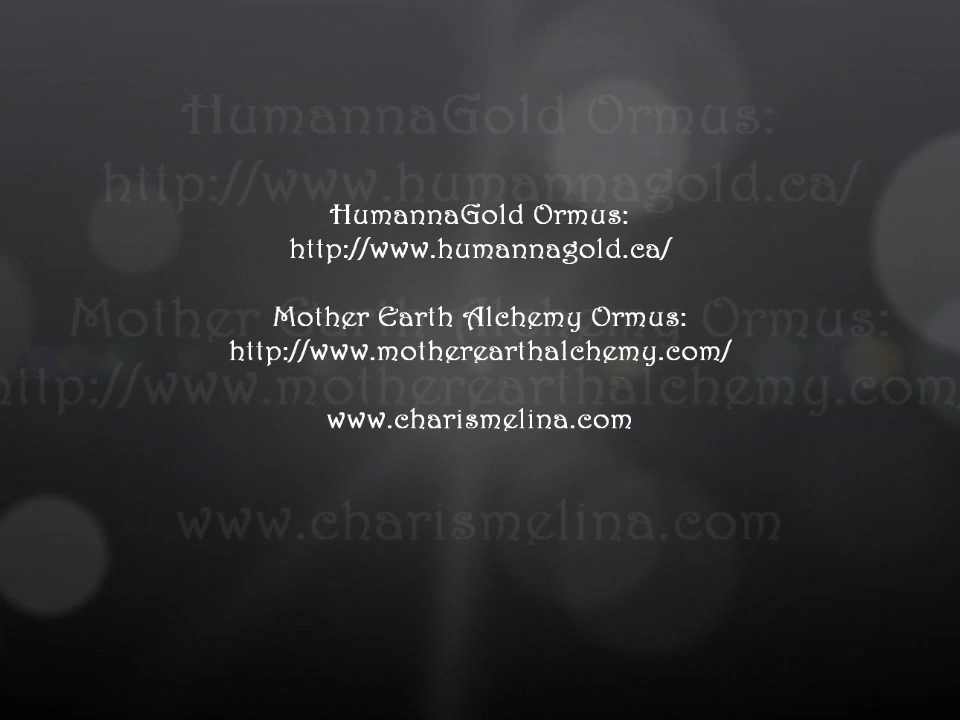 HumannaGold Ormus:
http://www.humannagold.ca/
Mother Earth Alchemy Ormus:
http://www.motherearthalchemy.com/
www.charismelina.com